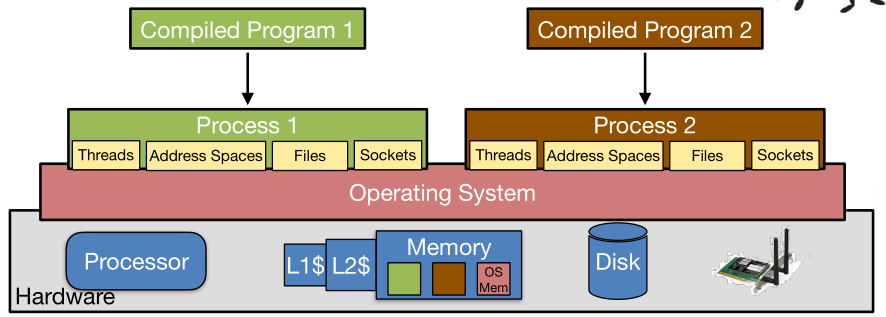 Compiled Program 1
Compiled Program 2
Process 1
Process 2
Threads
Address Spaces
Files
Sockets
Threads
Address Spaces
Files
Sockets
Operating System
Processor
L1$
L2$
Memory
OS
Mem
Disk
Hardware